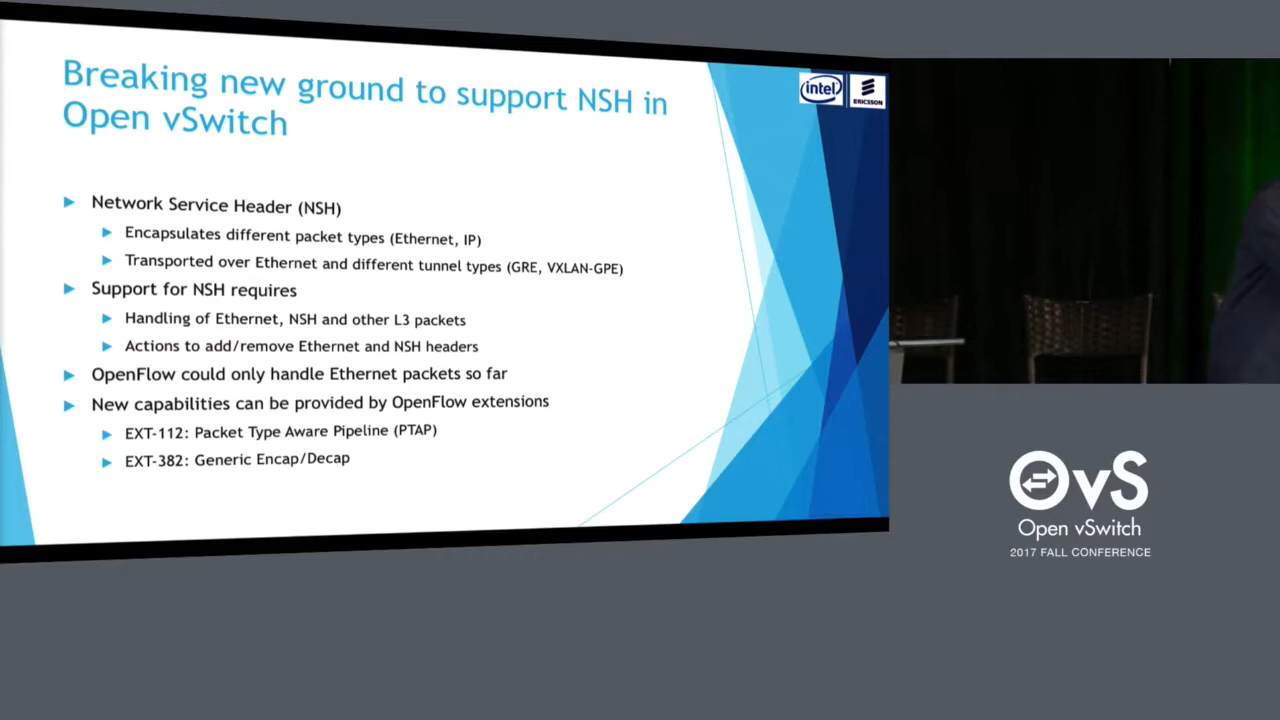 Breaking new ground to support NSH in
Open vSwitch
intel
ERICSSON
Network Service Header (NSH)
Encapsulates different packet types (Ethernet, IP)
Transported over Ethernet and different tunnel types (GRE, VXLAN-GPE)
Support for NSH requires
Handling of Ethernet, NSH and other L3 packets
Actions to add/remove Ethernet and NSH headers
OpenFlow could only handle Ethernet packets so far
New capabilities can be provided by OpenFlow extensions
EXT-112: Packet Type Aware Pipeline (PTAP)
EXT-382: Generic Encap/Decap
OvS
Open vSwitch
2017 FALL CONFERENCE